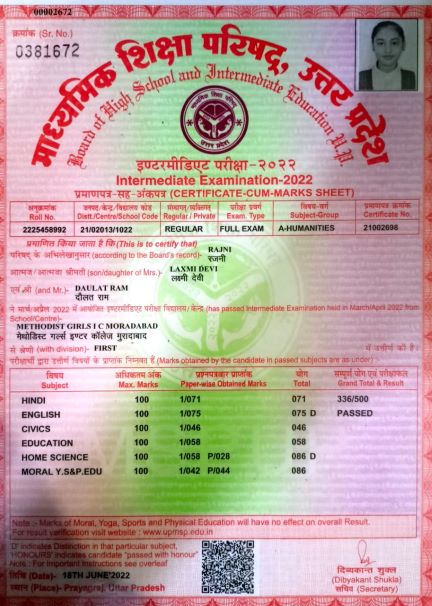 00002672
क्रमांक (Sr. No.)
0381672
माध्यमिक शिक्षा परिषद, उत्तर प्रदेश
Board of High School and Intermediate Education U.P.
इण्टरमीडिएट परीक्षा-२०२२
Intermediate Examination-2022
प्रमाणपत्र-सह-अंकपत्र (CERTIFICATE-CUM-MARKS SHEET)
अनुक्रमांक जनपद/केन्द्र/विद्यालय कोड संस्थागत/व्यक्तिगत परीक्षा प्रवर्ग विषय-वर्ग प्रमाणपत्र क्रमांक
Roll No. Distt./Centre/School Code Regular / Private Exam. Type Subject-Group Certificate No.
2225458992 21/02013/1022 REGULAR FULL EXAM A-HUMANITIES 21002698
प्रमाणित किया जाता है कि (This is to certify that)
RAJNI
परिषद् के अभिलेखानुसार (according to the Board's record)- रजनी
LAXMI DEVI
आत्मज/आत्मजा श्रीमती (son/daughter of Mrs.)- लक्ष्मी देवी
एवं श्री (and Mr.)- DAULAT RAM
दौलत राम
ने मार्च/अप्रैल 2022 में आयोजित इण्टरमीडिएट परीक्षा विद्यालय/केन्द्र (has passed Intermediate Examination held in March/April 2022 from
School/Centre)-
METHODIST GIRLS I C MORADABAD
मेथोडिस्ट गर्ल्स इण्टर कॉलेज मुरादाबाद
से श्रेणी (with division)- FIRST में उत्तीर्ण की है।
परीक्षार्थी द्वारा उत्तीर्ण विषयों के प्राप्तांक निम्नवत हैं (Marks obtained by the candidate in passed subjects are as under)-
विषय अधिकतम अंक प्रश्नपत्रवार प्राप्तांक योग सम्पूर्ण योग एवं परीक्षाफल
Subject Max. Marks Paper-wise Obtained Marks Total Grand Total & Result
HINDI 100 1/071 071 336/500
ENGLISH 100 1/075 075 D PASSED
CIVICS 100 1/046 046
EDUCATION 100 1/058 058
HOME SCIENCE 100 1/058 P/028 086 D
MORAL Y.S&P.EDU 100 1/042 P/044 086
Note :- Marks of Moral, Yoga, Sports and Physical Education will have no effect on overall Result.
For result verification visit website : www.upmsp.edu.in
'D' indicates Distinction in that particular subject,
'HONOURS' indicates candidate "passed with honour"
Note : For Important Instructions see overleaf
तिथि (Date)- 18TH JUNE'2022
स्थान (Place)- Prayagraj, Uttar Pradesh
दिव्यकान्त शुक्ल
(Dibyakant Shukla)
सचिव (Secretary)